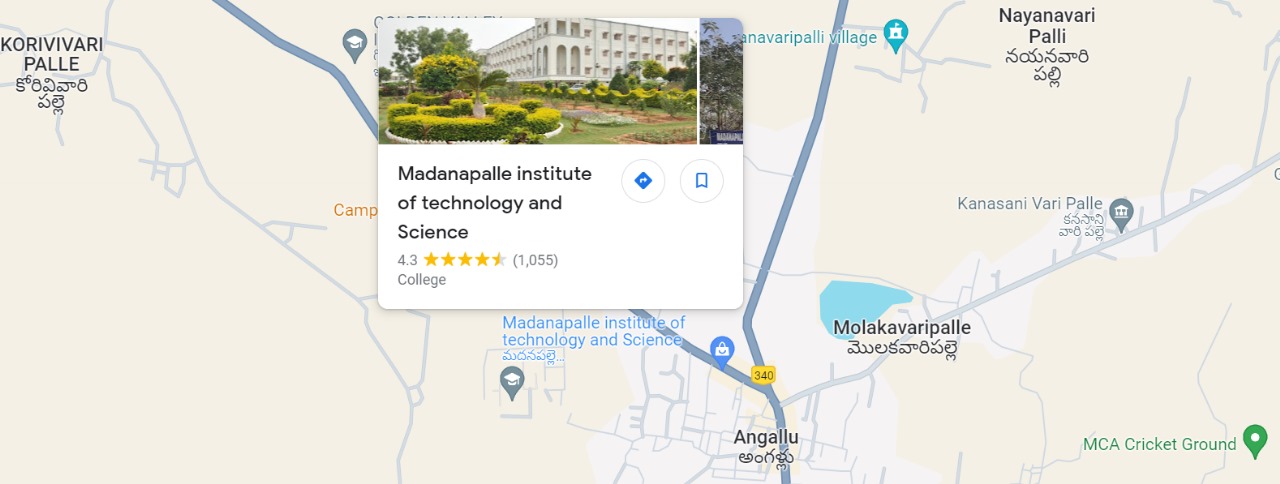 KORIVIVARI
PALLE
కోరివివారి
పల్లె
GOLDEN VALLEY
Nayanavari
Palli
నయనవారి
పల్లి
anavaripalli village
Camp
Madanapalle institute
of technology and
Science
4.3 (1,055)
College
Kanasani Vari Palle
కనసాని
వారి పల్లె
Madanapalle institute of
technology and Science
మదనపల్లె...
Molakavaripalle
మొలకవారిపల్లె
340
Angallu
అంగళ్లు
MCA Cricket Ground